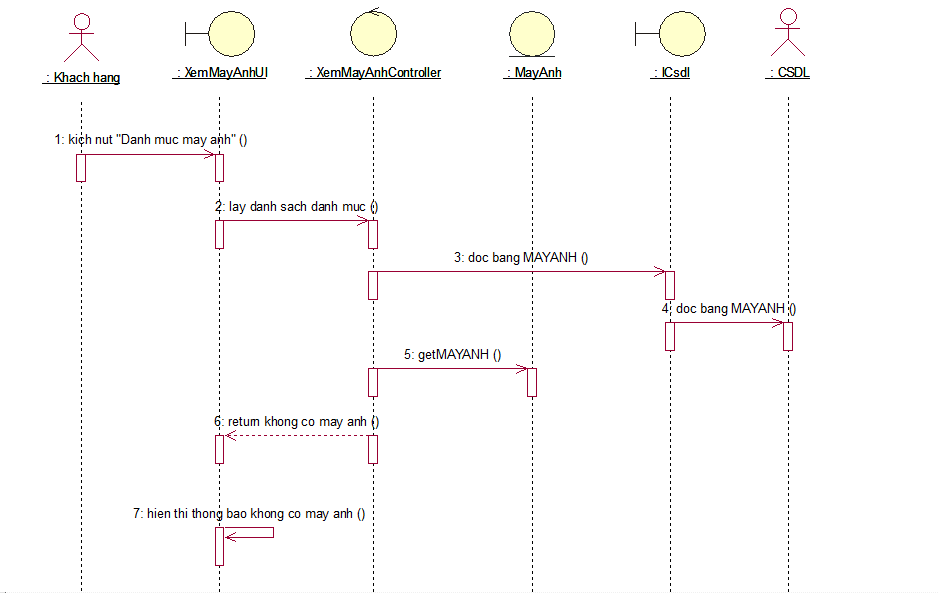 : Khach hang
: XemMayAnhUI
: XemMayAnhController
: MayAnh
: ICsdl
: CSDL
1: kich nut "Danh muc may anh" ()
2: lay danh sach danh muc ()
3: doc bang MAYANH ()
4: doc bang MAYANH ()
5: getMAYANH ()
6: return khong co may anh ()
7: hien thi thong bao khong co may anh ()